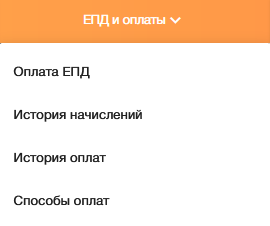 ЕПД и оплаты
Оплата ЕПД
История начислений
История оплат
Способы оплат